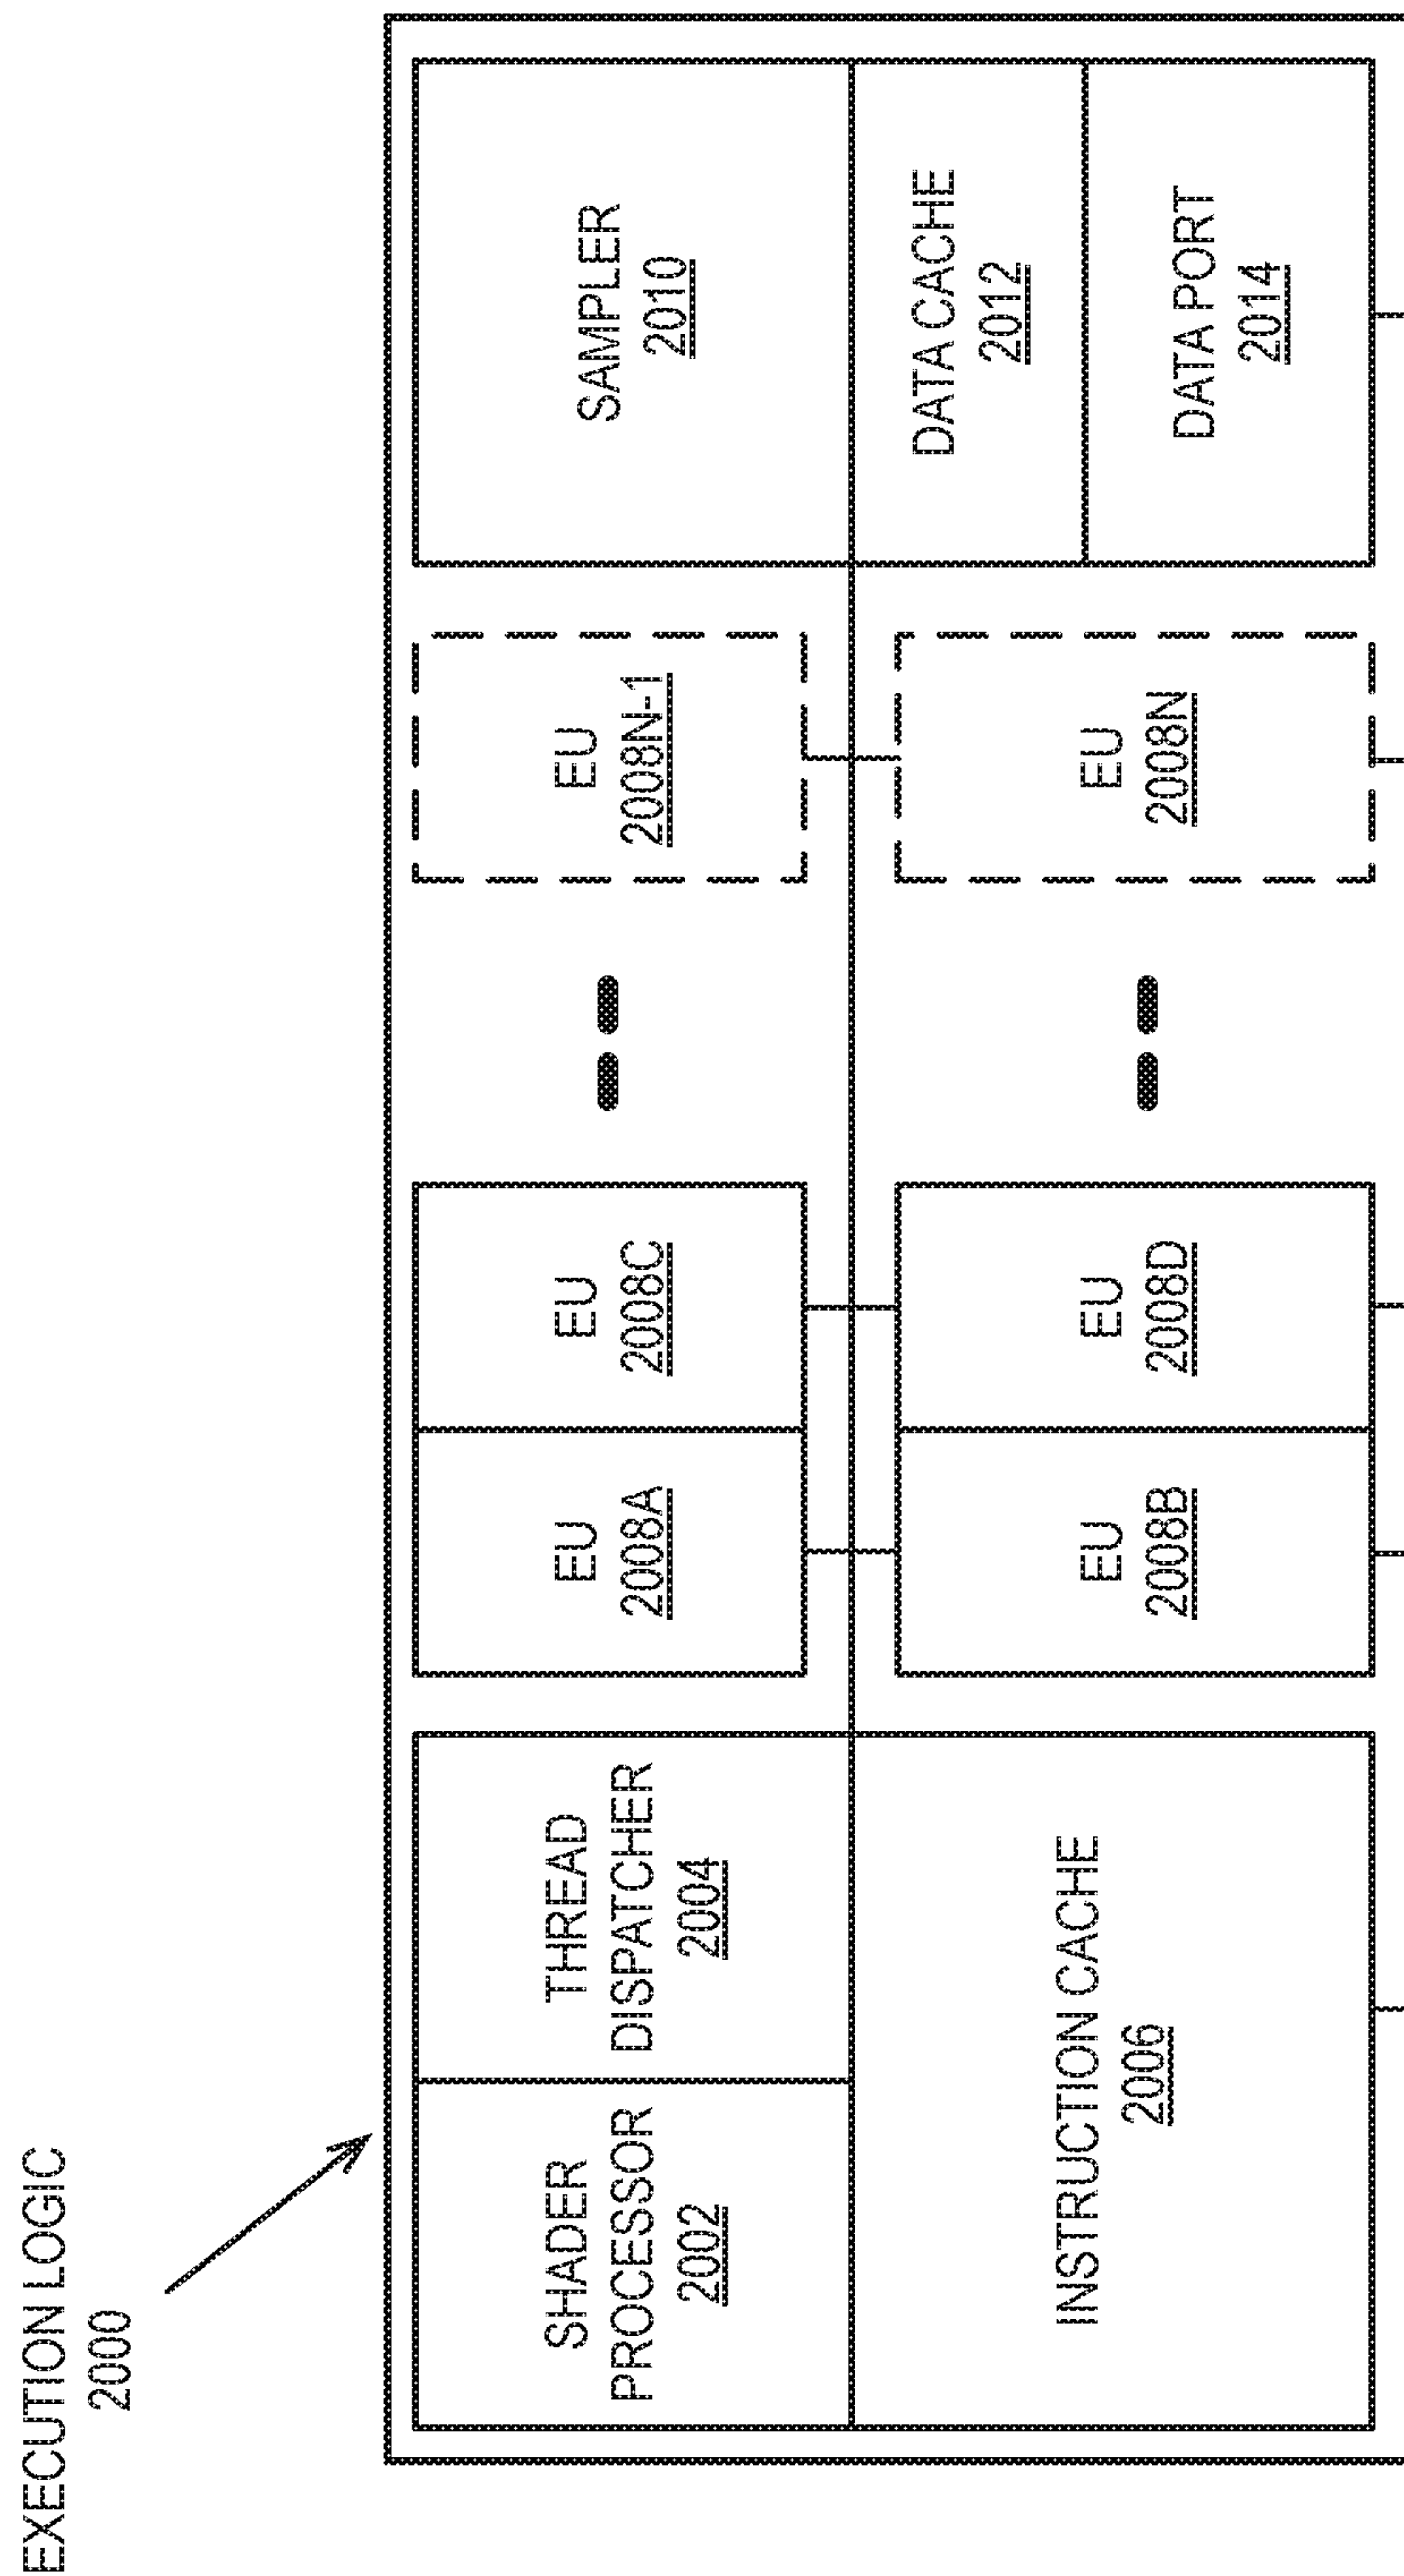 EXECUTION LOGIC
2000
SHADER
PROCESSOR
2002
THREAD
DISPATCHER
2004
INSTRUCTION CACHE
2006
EU
2008A
EU
2008C
EU
2008N-1
EU
2008B
EU
2008D
EU
2008N
SAMPLER
2010
DATA CACHE
2012
DATA PORT
2014